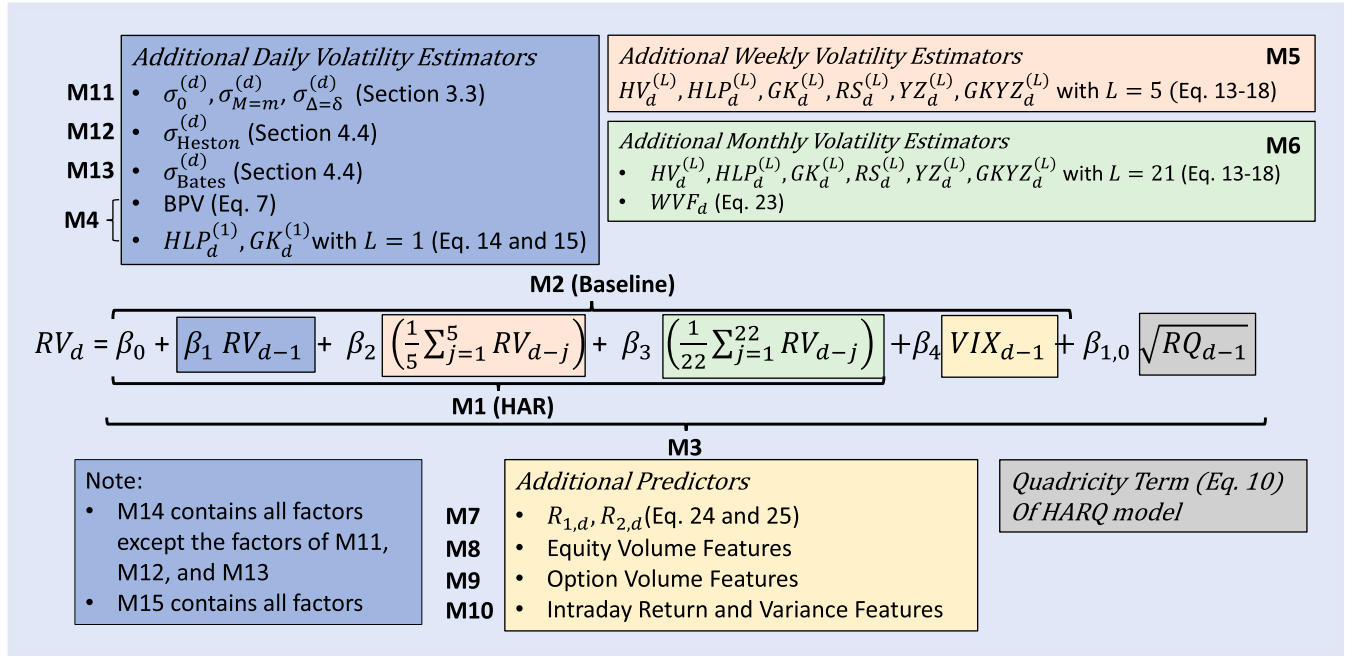 Additional Daily Volatility Estimators
M11 • σ₀^(d), σ_{M=m}^(d), σ_{Δ=δ}^(d) (Section 3.3)
M12 • σ_{Heston}^(d) (Section 4.4)
M13 • σ_{Bates}^(d) (Section 4.4)
M4 • BPV (Eq. 7)
• HLP_d^(1), GK_d^(1) with L = 1 (Eq. 14 and 15)
Additional Weekly Volatility Estimators M5
HV_d^(L), HLP_d^(L), GK_d^(L), RS_d^(L), YZ_d^(L), GKYZ_d^(L) with L = 5 (Eq. 13-18)
Additional Monthly Volatility Estimators M6
• HV_d^(L), HLP_d^(L), GK_d^(L), RS_d^(L), YZ_d^(L), GKYZ_d^(L) with L = 21 (Eq. 13-18)
• WVF_d (Eq. 23)
M2 (Baseline)
RV_d = β_0 + β_1 RV_{d−1} + β_2 (1/5 ∑_{j=1}^5 RV_{d−j}) + β_3 (1/22 ∑_{j=1}^22 RV_{d−j}) + β_4 VIX_{d−1} + β_{1,0} √RQ_{d−1}
M1 (HAR)
M3
Note:
• M14 contains all factors
except the factors of M11,
M12, and M13
• M15 contains all factors
Additional Predictors
M7 • R_{1,d}, R_{2,d} (Eq. 24 and 25)
M8 • Equity Volume Features
M9 • Option Volume Features
M10 • Intraday Return and Variance Features
Quadricity Term (Eq. 10)
Of HARQ model